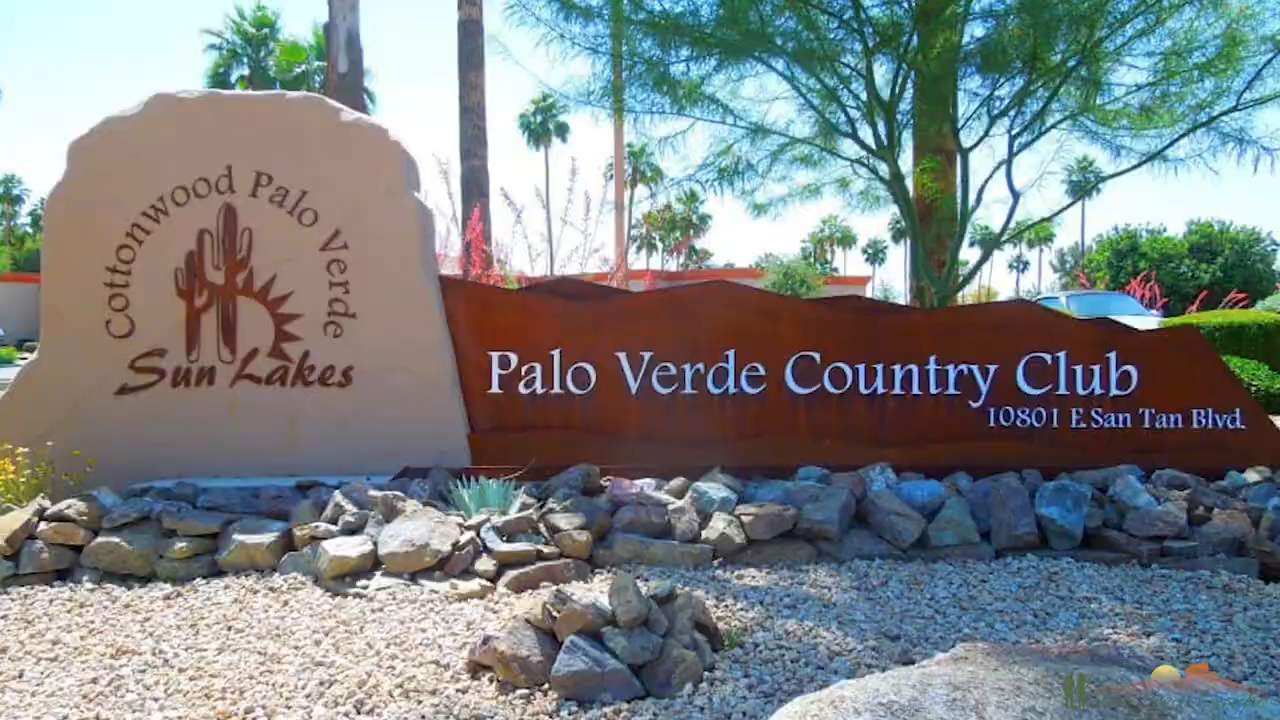 Cottonwood Palo Verde
Sun Lakes
Palo Verde Country Club
10801 E. San Tan Blvd.